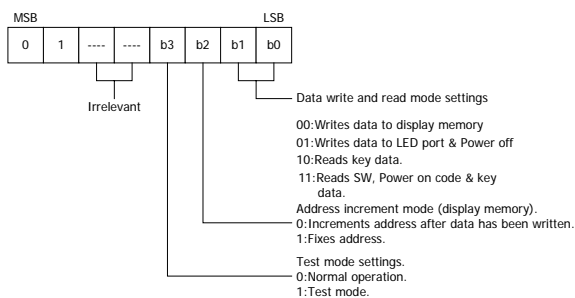 MSB LSB
0 1 ---- ---- b3 b2 b1 b0
Irrelevant
Data write and read mode settings
00:Writes data to display memory
01:Writes data to LED port & Power off
10:Reads key data.
11:Reads SW, Power on code & key
data.
Address increment mode (display memory).
0:Increments address after data has been written.
1:Fixes address.
Test mode settings.
0:Normal operation.
1:Test mode.